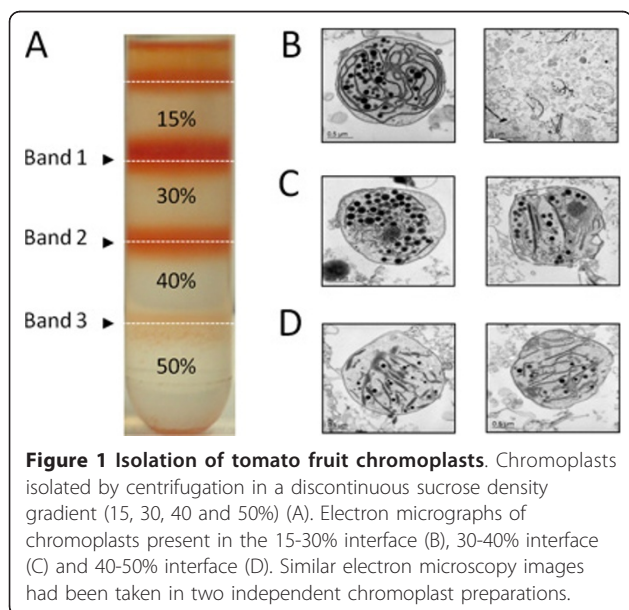 A
B
15%
Band 1 ►
30%
C
Band 2 ►
40%
D
Band 3 ►
50%
0.5 µm
Figure 1 Isolation of tomato fruit chromoplasts. Chromoplasts
isolated by centrifugation in a discontinuous sucrose density
gradient (15, 30, 40 and 50%) (A). Electron micrographs of
chromoplasts present in the 15-30% interface (B), 30-40% interface
(C) and 40-50% interface (D). Similar electron microscopy images
had been taken in two independent chromoplast preparations.